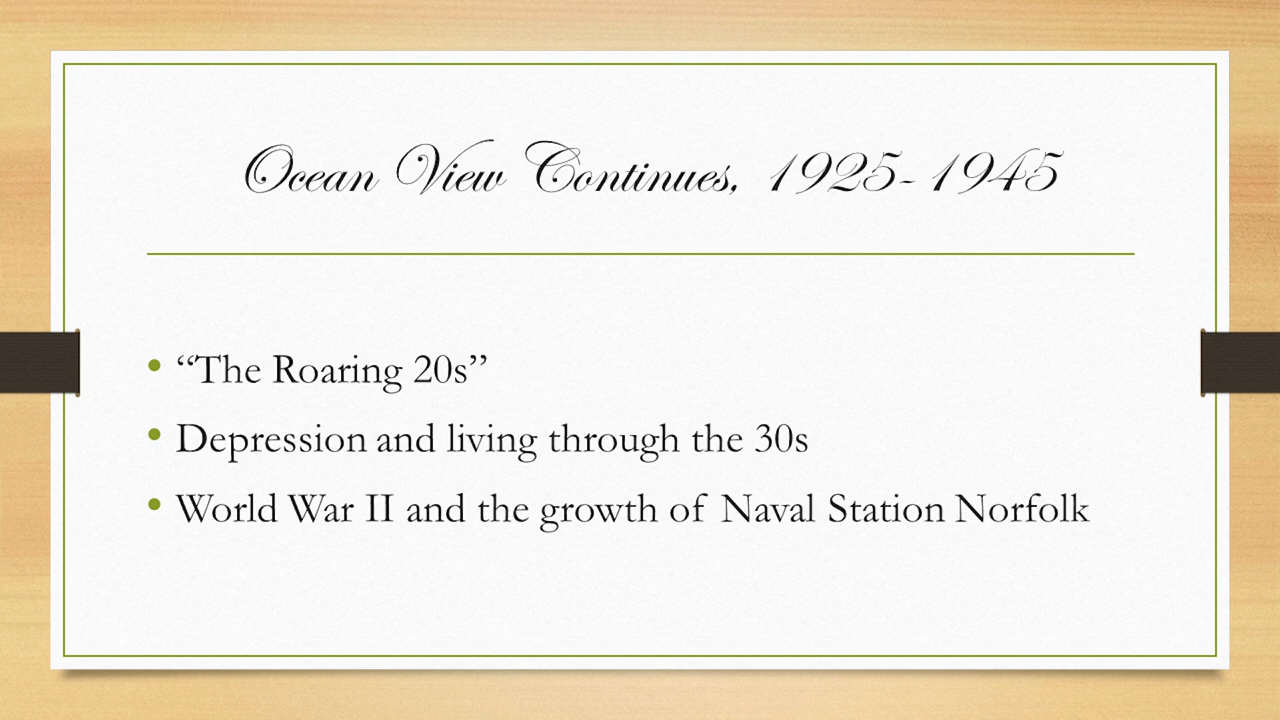 Ocean View Continues, 1925-1945
• “The Roaring 20s”
• Depression and living through the 30s
• World War II and the growth of Naval Station Norfolk